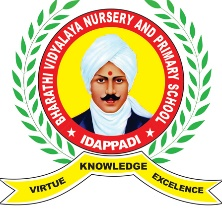 BHARATHI VIDYALAYA NURSERY AND PRIMARY SCHOOL
IDAPPADI
VIRTUE
KNOWLEDGE
EXCELENCE